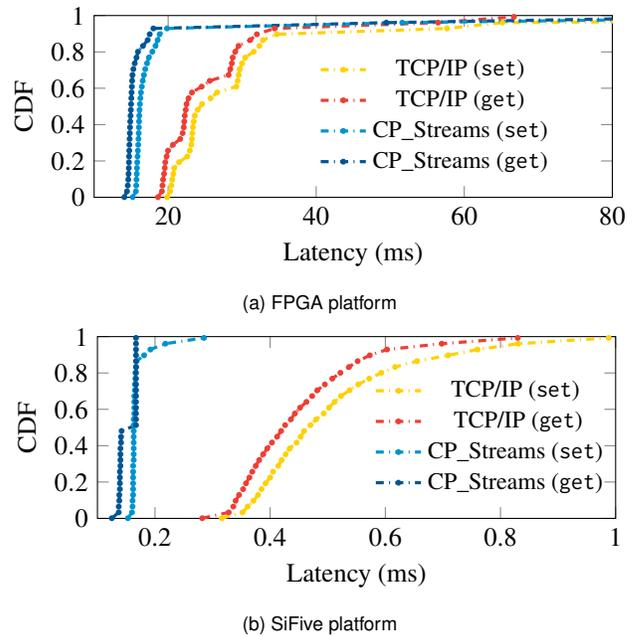 1
0.8
0.6
0.4
0.2
0
CDF
TCP/IP (set)
TCP/IP (get)
CP_Streams (set)
CP_Streams (get)
20 40 60 80
Latency (ms)
(a) FPGA platform
1
0.8
0.6
0.4
0.2
0
CDF
TCP/IP (set)
TCP/IP (get)
CP_Streams (set)
CP_Streams (get)
0.2 0.4 0.6 0.8 1
Latency (ms)
(b) SiFive platform